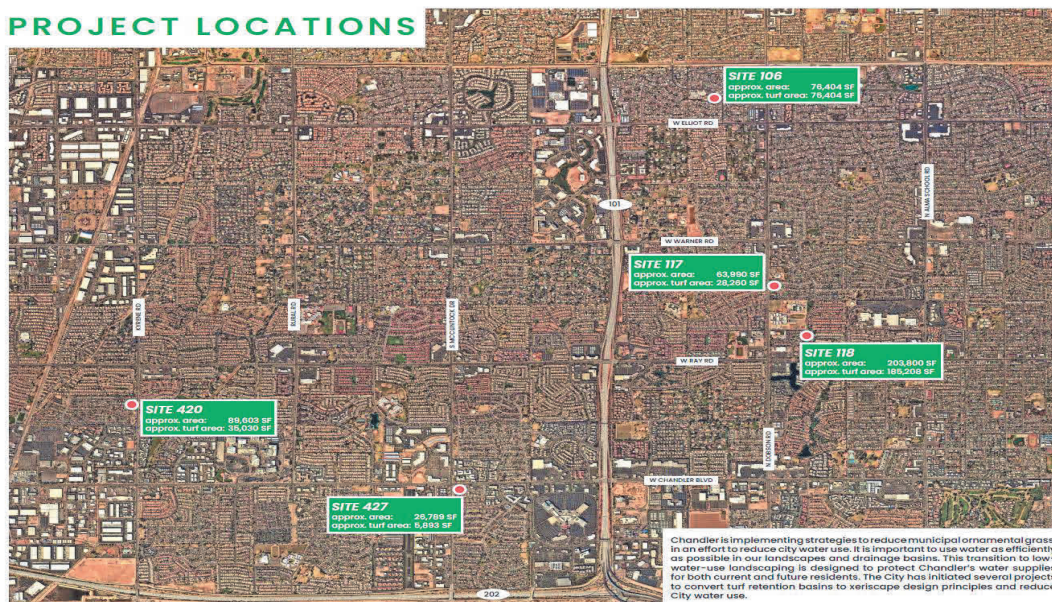 PROJECT LOCATIONS
SITE 106
approx. area: 76,404 SF
approx. turf area: 76,404 SF
W ELLIOT RD
N ALMA SCHOOL RD
101
W WARNER RD
SITE 117
approx. area: 63,990 SF
approx. turf area: 28,260 SF
KYRENE RD
RURAL RD
S MCCLINTOCK DR
SITE 118
approx. area: 203,800 SF
approx. turf area: 185,208 SF
W RAY RD
SITE 420
approx. area: 89,603 SF
approx. turf area: 35,030 SF
N DOBSON RD
W CHANDLER BLVD
SITE 427
approx. area: 26,789 SF
approx. turf area: 5,893 SF
Chandler is implementing strategies to reduce municipal ornamental grass
in an effort to reduce city water use. It is important to use water as efficiently
as possible in our landscapes and drainage basins. This transition to low-
water-use landscaping is designed to protect Chandler's water supplies
for both current and future residents. The City has initiated several projects
to convert turf retention basins to xeriscape design principles and reduce
City water use.
202